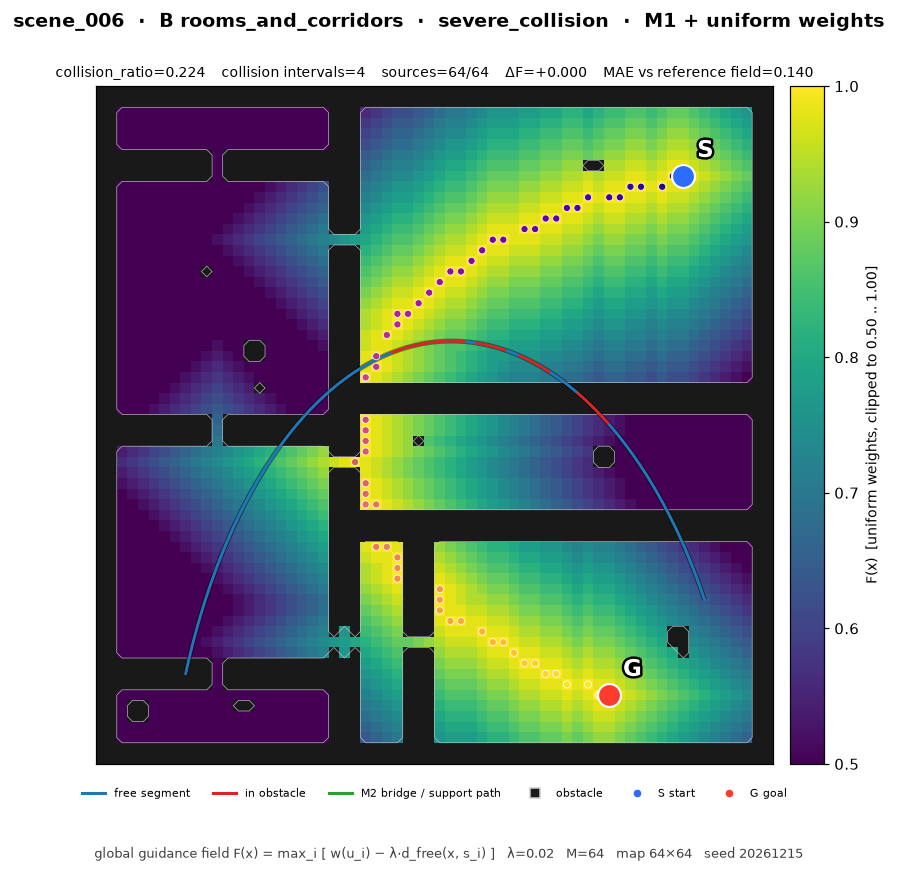 scene_006 · B rooms_and_corridors · severe_collision · M1 + uniform weights
collision_ratio=0.224 collision intervals=4 sources=64/64 ΔF=+0.000 MAE vs reference field=0.140
S
G
1.0
0.9
0.8
0.7
0.6
0.5
F(x) [uniform weights, clipped to 0.50 .. 1.00]
free segment
in obstacle
M2 bridge / support path
obstacle
S start
G goal
global guidance field F(x) = max_i [ w(u_i) − λ·d_free(x, s_i) ] λ=0.02 M=64 map 64×64 seed 20261215